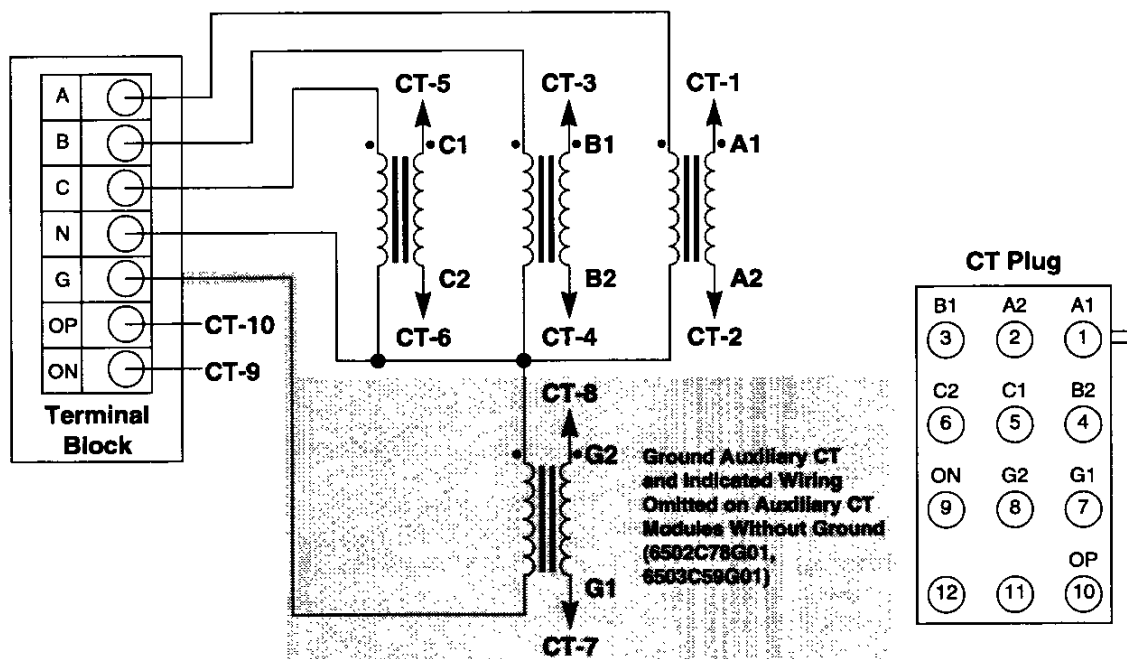 A
B
C
N
G
OP
ON
Terminal
Block
CT-10
CT-9
CT-5
C1
C2
CT-6
CT-3
B1
B2
CT-4
CT-1
A1
A2
CT-2
CT-8
G2
G1
CT-7
Ground Auxiliary CT
and Indicated Wiring
Omitted on Auxiliary CT
Modules Without Ground
(6502C78G01,
6503C59G01)
CT Plug
B1 A2 A1
3 2 1
C2 C1 B2
6 5 4
ON G2 G1
9 8 7
OP
12 11 10